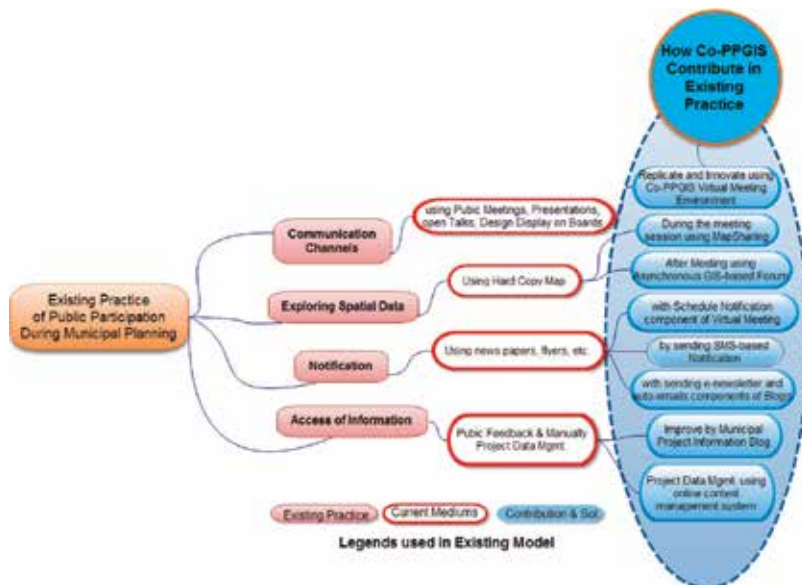 How Co-PPGIS
Contribute in
Existing
Practice
Replicate and Innovate using
Co-PPGIS Virtual Meeting
Environment
using Pubic Meetings, Presentations,
open Talks, Design Display on Boards
During the meeting
session using MapSharing
Communication
Channels
After Meeting using
Asynchronous GIS-based Forum
Using Hard Copy Map
Existing Practice
of Public Participation
During Municipal Planning
Exploring Spatial Data
with Schedule Notification
component of Virtual Meeting
Notification
Using news papers, flyers, etc.
by sending SMS-based
Notification
with sending e-newsletter and
auto-emails components of Blogs
Access of Information
Pubic Feedback & Manually
Project Data Mgmt.
Improve by Municipal
Project Information Blog
Project Data Mgmt. using
online content
management system
Existing Practice
Current Mediums
Contribution & Sol.
Legends used in Existing Model